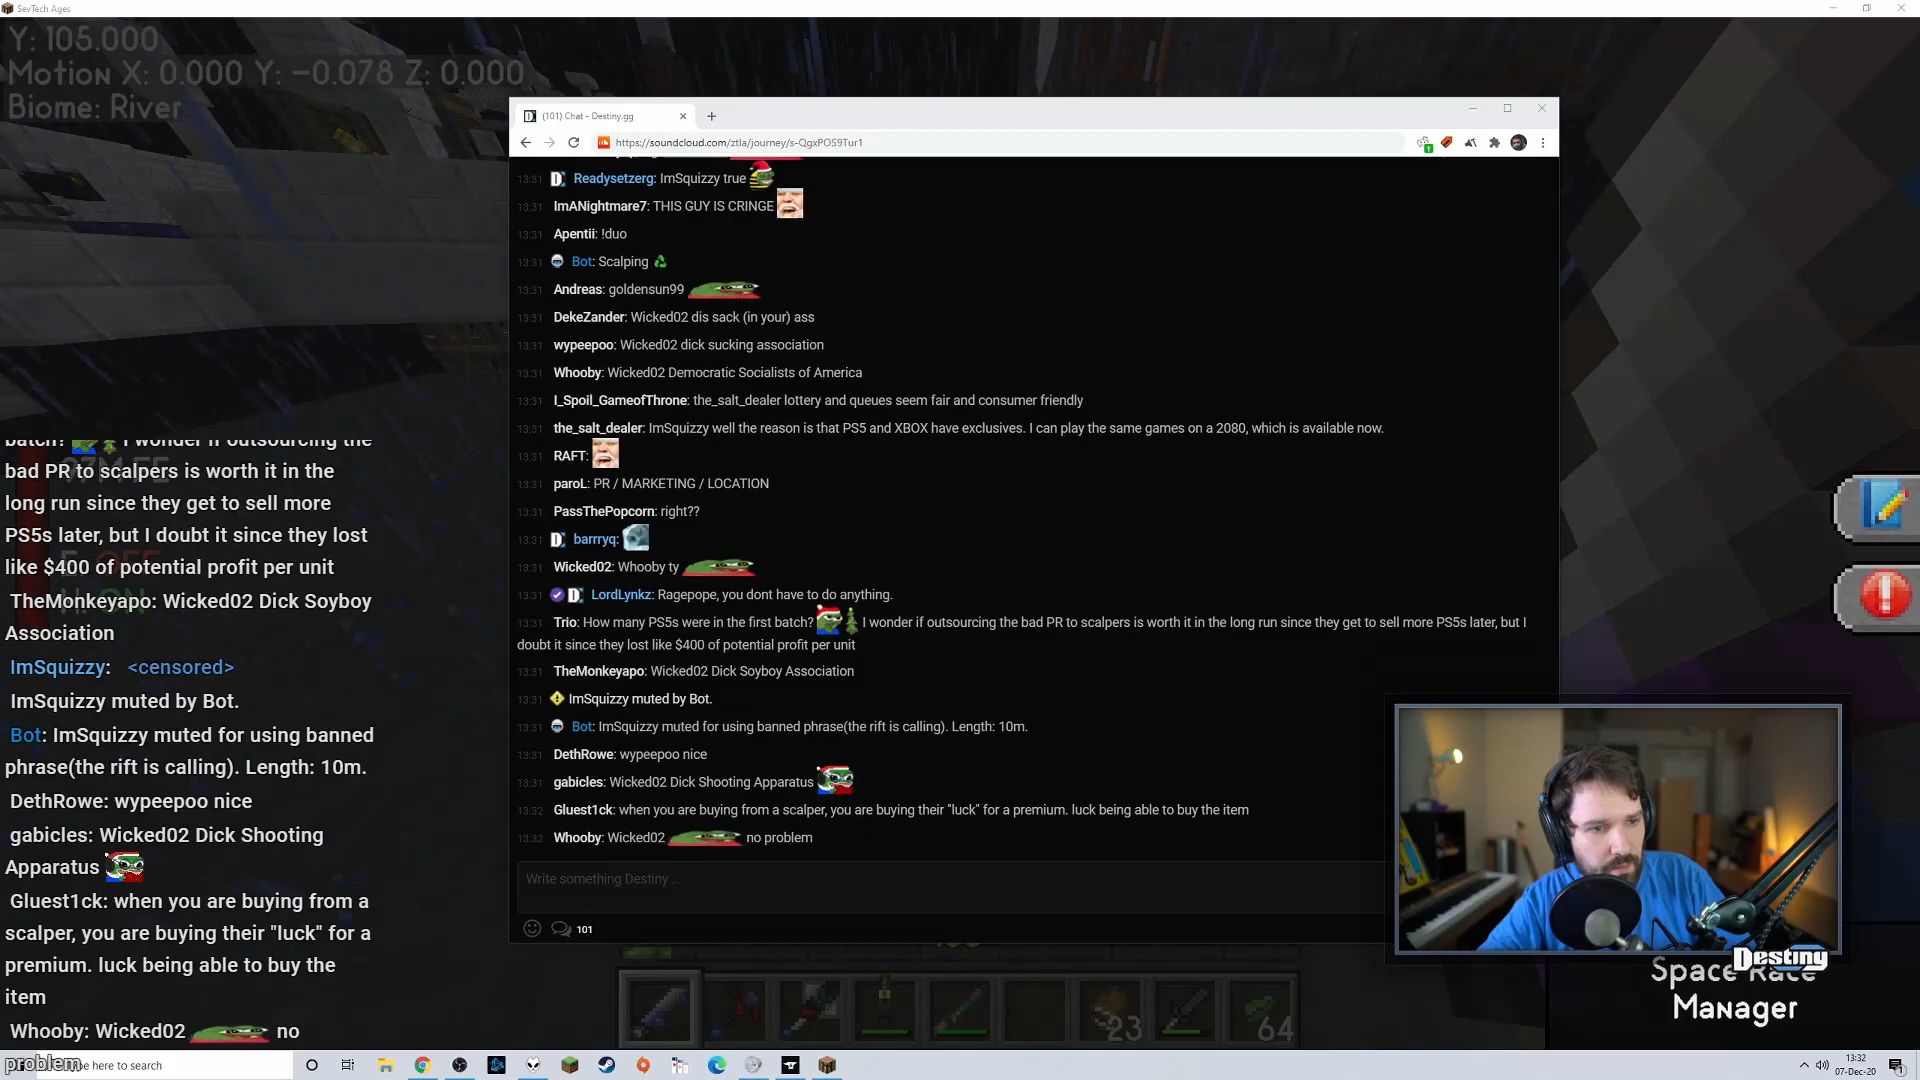 SevTech Ages
Y: 105.000
Motion X: 0.000 Y: -0.078 Z: 0.000
Biome: River
(101) Chat - Destiny.gg
https://soundcloud.com/ztla/journey/s-QgxPOS9Tur1
13:31 Readysetzerg: ImSquizzy true
ImANightmare7: THIS GUY IS CRINGE
13:31 Apentii: !duo
13:31 Bot: Scalping
13:31 Andreas: goldensun99
13:31 DekeZander: Wicked02 dis sack (in your) ass
13:31 wypeepoo: Wicked02 dick sucking association
13:31 Whooby: Wicked02 Democratic Socialists of America
13:31 I_Spoil_GameofThrone: the_salt_dealer lottery and queues seem fair and consumer friendly
13:31 the_salt_dealer: ImSquizzy well the reason is that PS5 and XBOX have exclusives. I can play the same games on a 2080, which is available now.
13:31 RAFT:
13:31 paroL: PR / MARKETING / LOCATION
13:31 PassThePopcorn: right??
13:31 barrryq:
13:31 Wicked02: Whooby ty
13:31 LordLynkz: Ragepope, you dont have to do anything.
13:31 Trio: How many PS5s were in the first batch? I wonder if outsourcing the bad PR to scalpers is worth it in the long run since they get to sell more PS5s later, but I
doubt it since they lost like $400 of potential profit per unit
13:31 TheMonkeyapo: Wicked02 Dick Soyboy Association
13:31 ImSquizzy muted by Bot.
13:31 Bot: ImSquizzy muted for using banned phrase(the rift is calling). Length: 10m.
13:31 DethRowe: wypeepoo nice
13:31 gabicles: Wicked02 Dick Shooting Apparatus
13:32 Gluest1ck: when you are buying from a scalper, you are buying their "luck" for a premium. luck being able to buy the item
13:32 Whooby: Wicked02 no problem
Write something Destiny ...
101
batch? I wonder if outsourcing the
bad PR to scalpers is worth it in the
long run since they get to sell more
PS5s later, but I doubt it since they lost
like $400 of potential profit per unit
TheMonkeyapo: Wicked02 Dick Soyboy
Association
ImSquizzy: <censored>
ImSquizzy muted by Bot.
Bot: ImSquizzy muted for using banned
phrase(the rift is calling). Length: 10m.
DethRowe: wypeepoo nice
gabicles: Wicked02 Dick Shooting
Apparatus
Gluest1ck: when you are buying from a
scalper, you are buying their "luck" for a
premium. luck being able to buy the
item
Whooby: Wicked02 no
problem
Destiny
Space Race
Manager
23
64
here to search
13:32
07-Dec-20